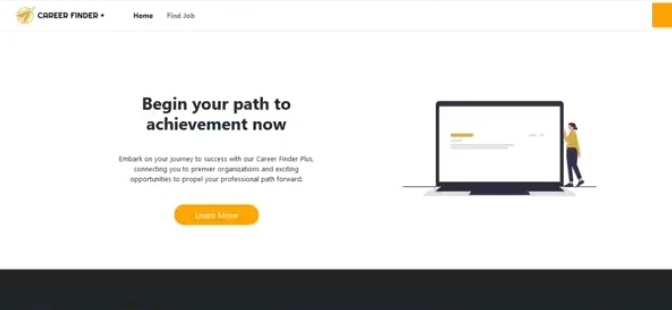 CAREER FINDER +
Home
Find Job
Begin your path to
achievement now
Embark on your journey to success with our Career Finder Plus,
connecting you to premier organizations and exciting
opportunities to propel your professional path forward.
Learn More